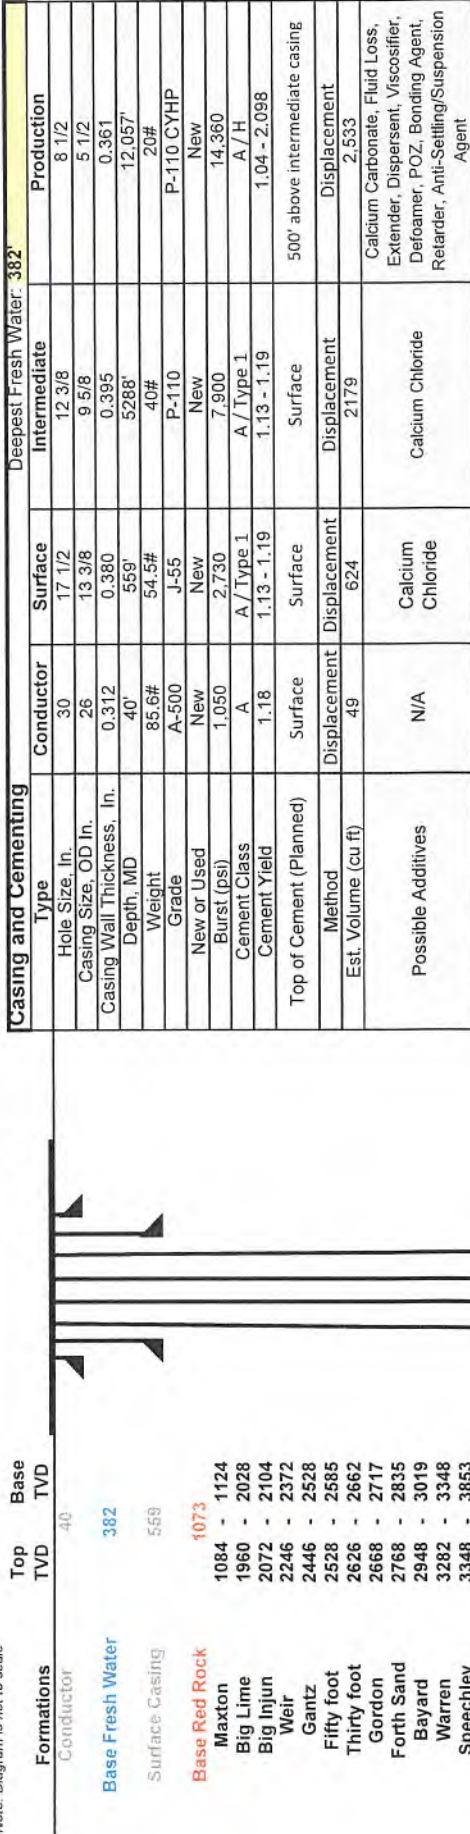 Note: Diagram is not to scale
Formations Top TVD Base TVD
Conductor 40
Base Fresh Water 382
Surface Casing 559
Base Red Rock 1073
Maxton 1084 - 1124
Big Lime 1960 - 2028
Big Injun 2072 - 2104
Weir 2246 - 2372
Gantz 2446 - 2528
Fifty foot 2528 - 2585
Thirty foot 2626 - 2662
Gordon 2668 - 2717
Forth Sand 2768 - 2835
Bayard 2948 - 3019
Warren 3282 - 3348
Speechley 3348 - 3853
Casing and Cementing Deepest Fresh Water: 382'
Type Conductor Surface Intermediate Production
Hole Size, In. 30 17 1/2 12 3/8 8 1/2
Casing Size, OD In. 26 13 3/8 9 5/8 5 1/2
Casing Wall Thickness, In. 0.312 0.380 0.395 0.361
Depth, MD 40' 559' 5288' 12,057'
Weight 85.6# 54.5# 40# 20#
Grade A-500 J-55 P-110 P-110 CYHP
New or Used New New New New
Burst (psi) 1,050 2,730 7,900 14,360
Cement Class A A / Type 1 A / Type 1 A / H
Cement Yield 1.18 1.13 - 1.19 1.13 - 1.19 1.04 - 2.098
Top of Cement (Planned) Surface Surface Surface 500' above intermediate casing
Method Displacement Displacement Displacement Displacement
Est. Volume (cu ft) 49 624 2179 2,533
Possible Additives N/A Calcium Chloride Calcium Chloride Calcium Carbonate, Fluid Loss,
Extender, Dispersent, Viscosifier,
Defoamer, POZ, Bonding Agent,
Retarder, Anti-Settling/Suspension
Agent